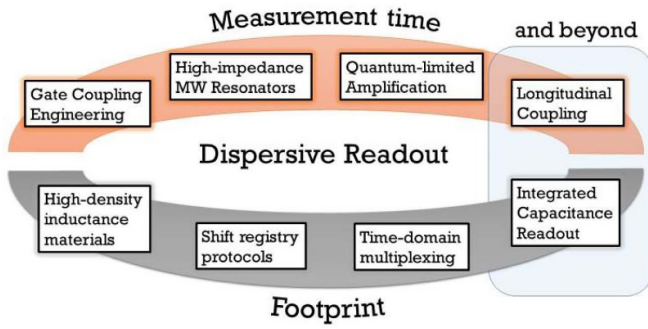 Measurement time
and beyond
Gate Coupling
Engineering
High-impedance
MW Resonators
Quantum-limited
Amplification
Longitudinal
Coupling
Dispersive Readout
High-density
inductance
materials
Shift registry
protocols
Time-domain
multiplexing
Integrated
Capacitance
Readout
Footprint